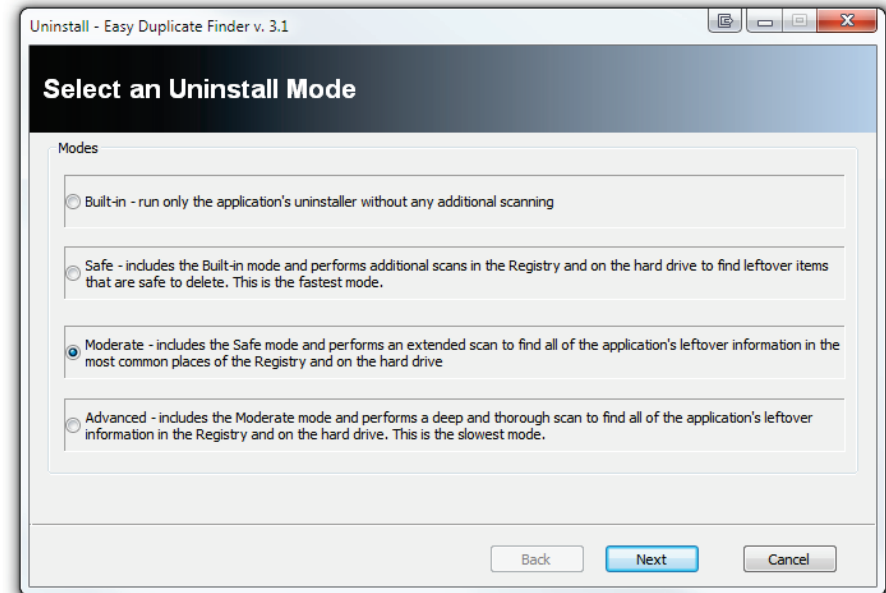 Uninstall - Easy Duplicate Finder v. 3.1
Select an Uninstall Mode
Modes
Built-in - run only the application's uninstaller without any additional scanning
Safe - includes the Built-in mode and performs additional scans in the Registry and on the hard drive to find leftover items
that are safe to delete. This is the fastest mode.
Moderate - includes the Safe mode and performs an extended scan to find all of the application's leftover information in the
most common places of the Registry and on the hard drive
Advanced - includes the Moderate mode and performs a deep and thorough scan to find all of the application's leftover
information in the Registry and on the hard drive. This is the slowest mode.
Back
Next
Cancel